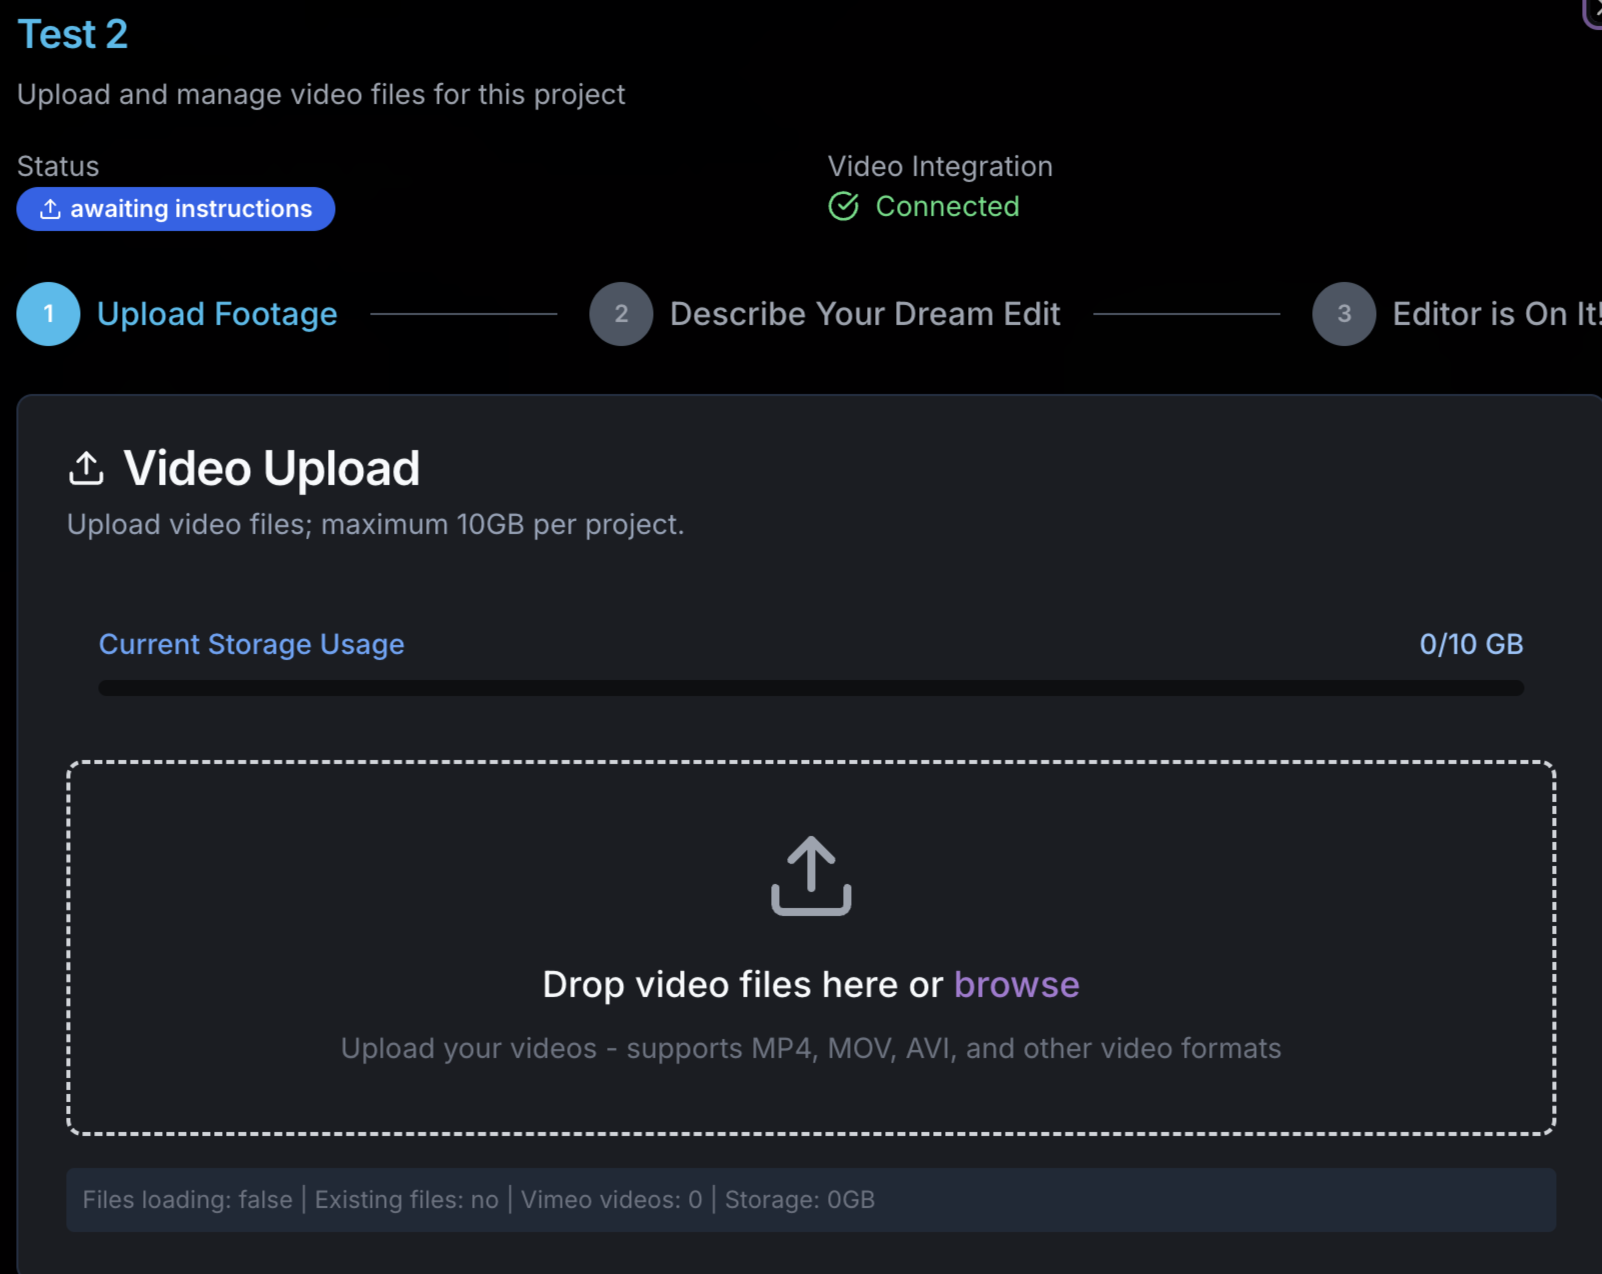 Test 2
Upload and manage video files for this project
Status
Video Integration
awaiting instructions
Connected
1 Upload Footage
2 Describe Your Dream Edit
3 Editor is On It!
Video Upload
Upload video files; maximum 10GB per project.
Current Storage Usage
0/10 GB
Drop video files here or browse
Upload your videos - supports MP4, MOV, AVI, and other video formats
Files loading: false | Existing files: no | Vimeo videos: 0 | Storage: 0GB